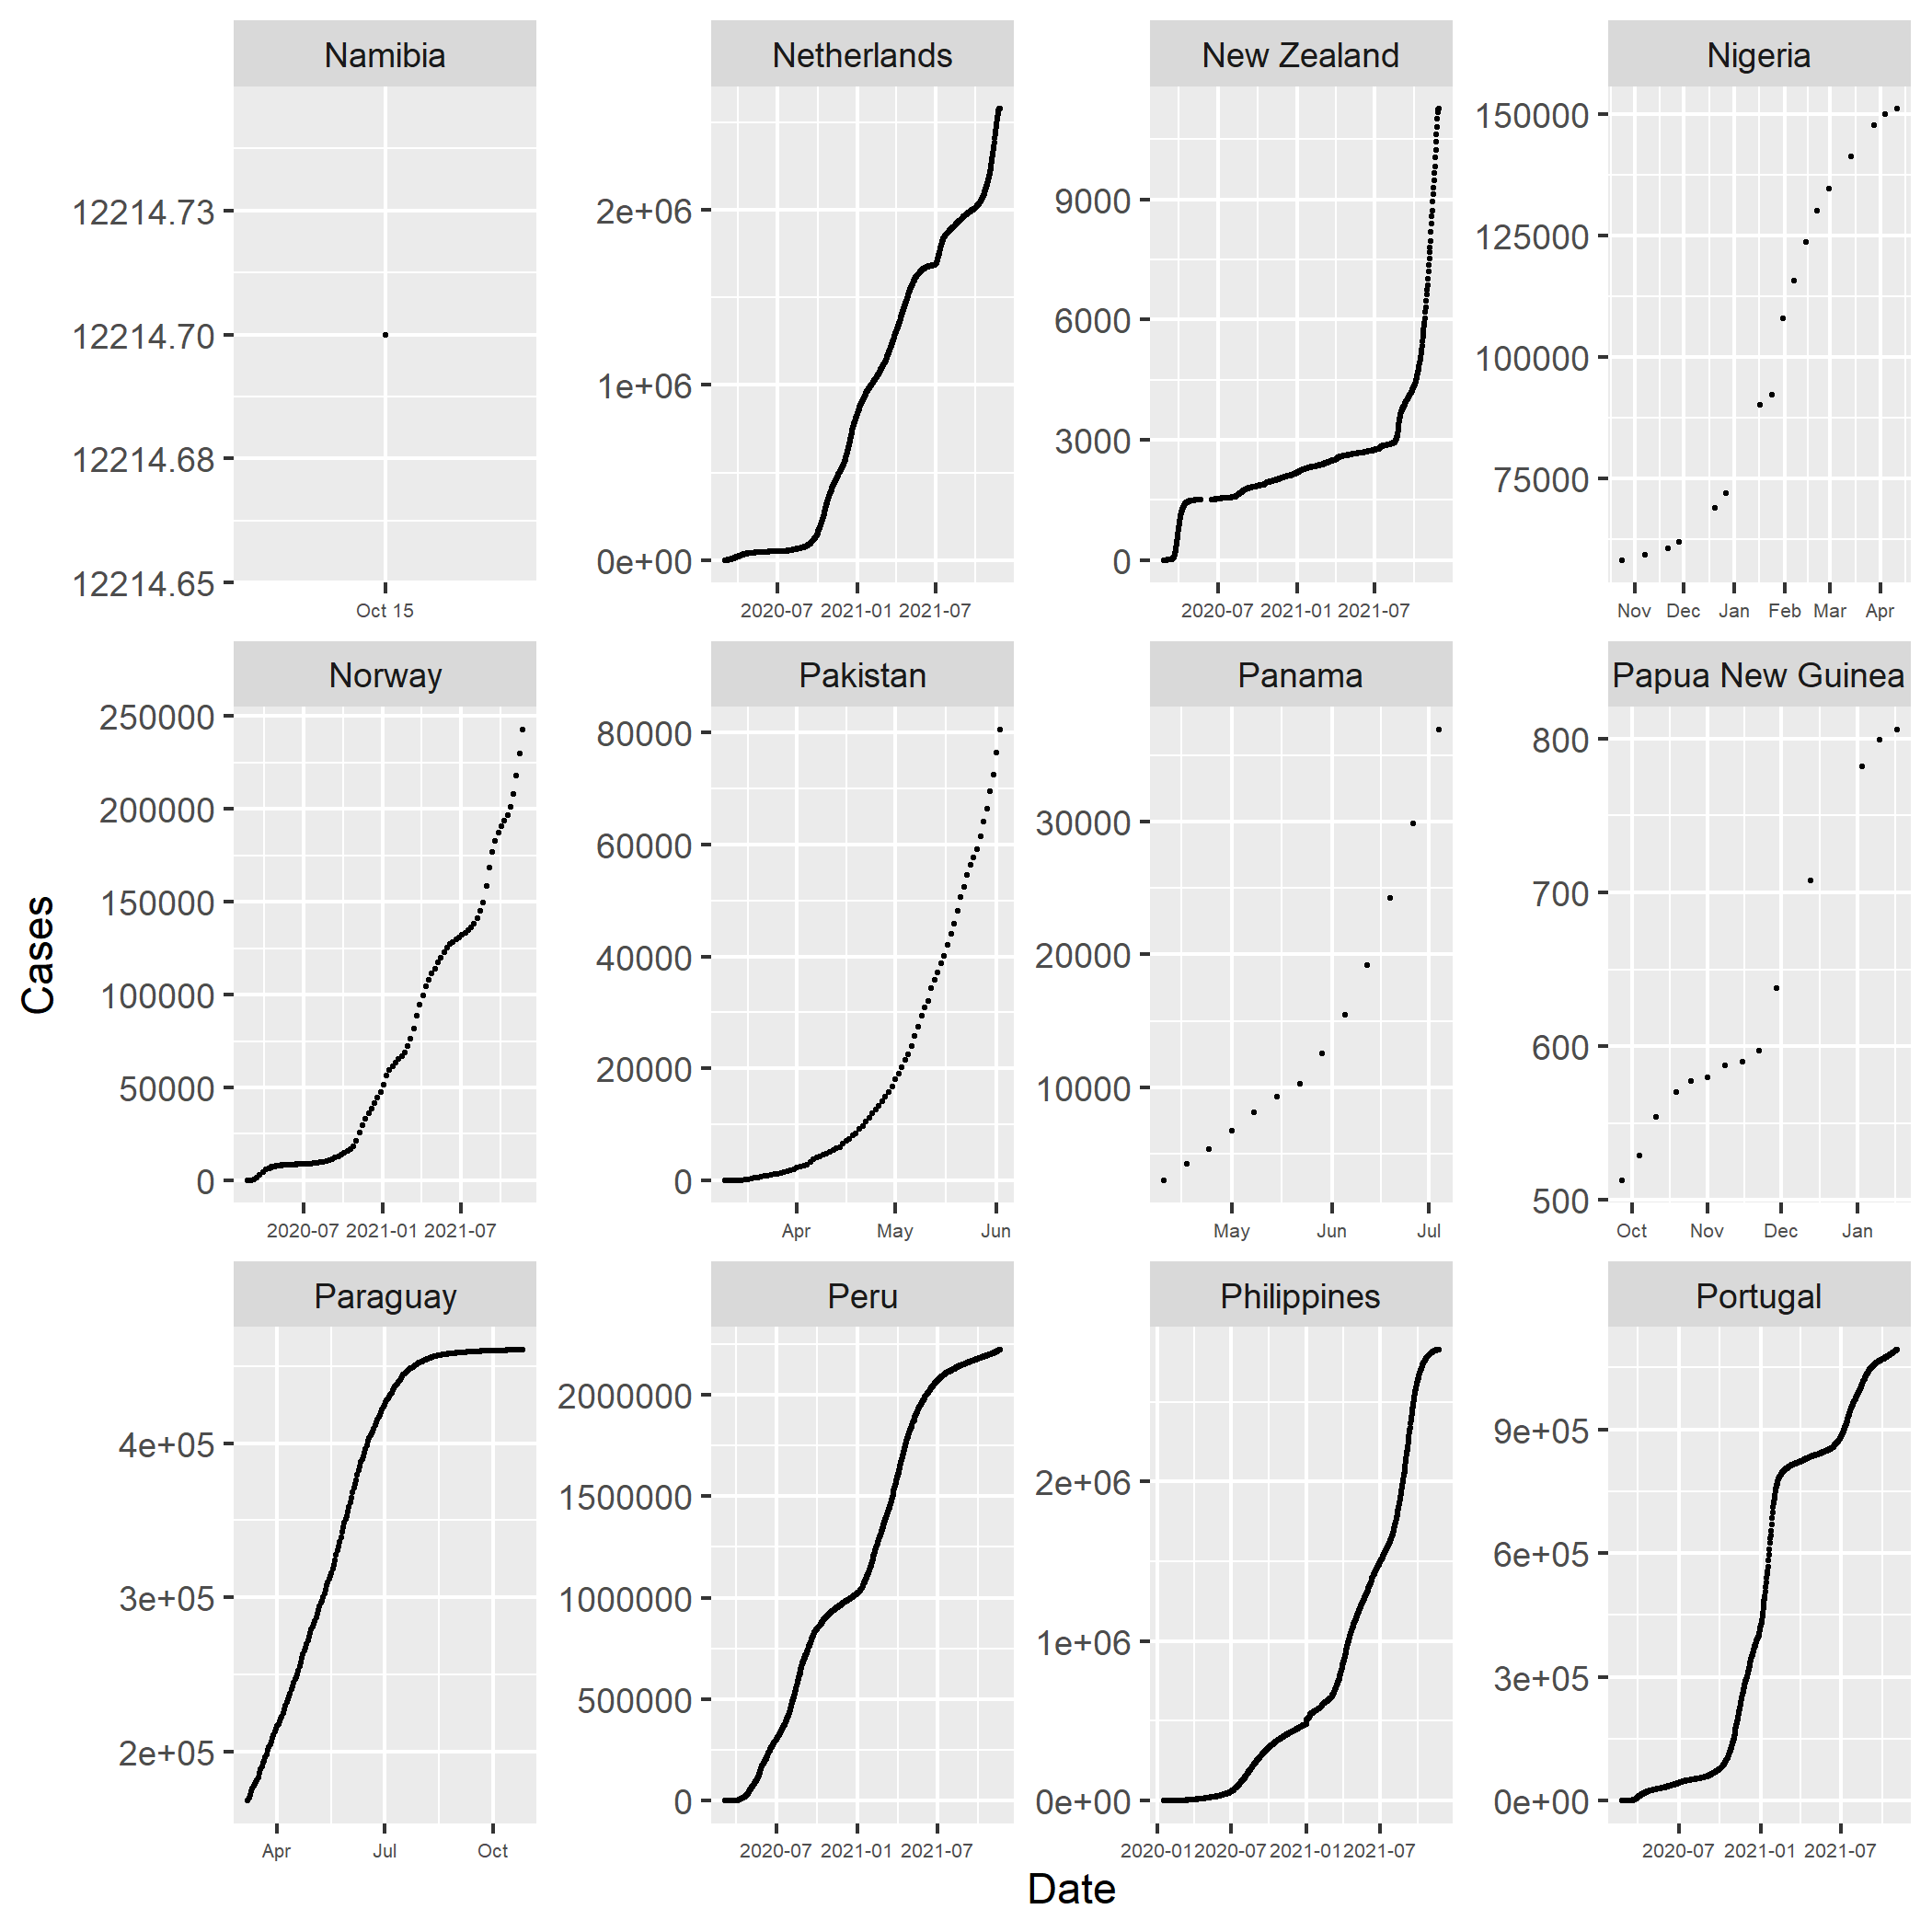 Namibia
Netherlands
New Zealand
Nigeria
12214.73
12214.70
12214.68
12214.65
Oct 15
2e+06
1e+06
0e+00
2020-07 2021-01 2021-07
9000
6000
3000
0
2020-07 2021-01 2021-07
150000
125000
100000
75000
Nov Dec Jan Feb Mar Apr
Norway
Pakistan
Panama
Papua New Guinea
250000
200000
150000
100000
50000
0
2020-07 2021-01 2021-07
80000
60000
40000
20000
0
Apr May Jun
30000
20000
10000
May Jun Jul
800
700
600
500
Oct Nov Dec Jan
Paraguay
Peru
Philippines
Portugal
4e+05
3e+05
2e+05
Apr Jul Oct
2000000
1500000
1000000
500000
0
2020-07 2021-01 2021-07
2e+06
1e+06
0e+00
2020-01 2020-07 2021-01 2021-07
9e+05
6e+05
3e+05
0e+00
2020-07 2021-01 2021-07
Cases
Date